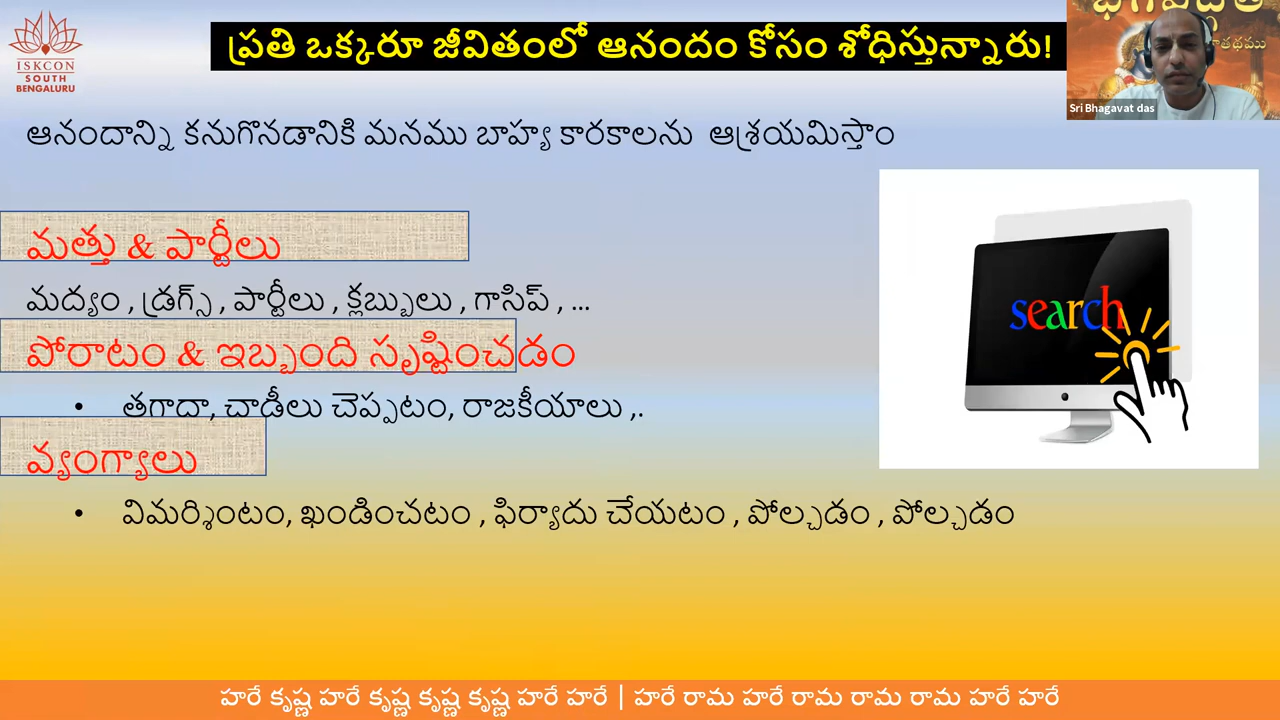 ప్రతి ఒక్కరూ జీవితంలో ఆనందం కోసం శోధిస్తున్నారు!
ISKCON
SOUTH
BENGALURU
Sri Bhagavat das
ఆనందాన్ని కనుగొనడానికి మనము బాహ్య కారకాలను ఆశ్రయమిస్తాం
మత్తు & పార్టీలు
మద్యం , డ్రగ్స్ , పార్టీలు , క్లబ్బులు , గాసిప్ , ...
search
పోరాటం & ఇబ్బంది సృష్టించడం
• తగాదా, చాడీలు చెప్పటం, రాజకీయాలు ,.
వ్యంగ్యాలు
• విమర్శింటం, ఖండించటం , ఫిర్యాదు చేయటం , పోల్చడం , పోల్చడం
హరే కృష్ణ హరే కృష్ణ కృష్ణ కృష్ణ హరే హరే | హరే రామ హరే రామ రామ రామ హరే హరే